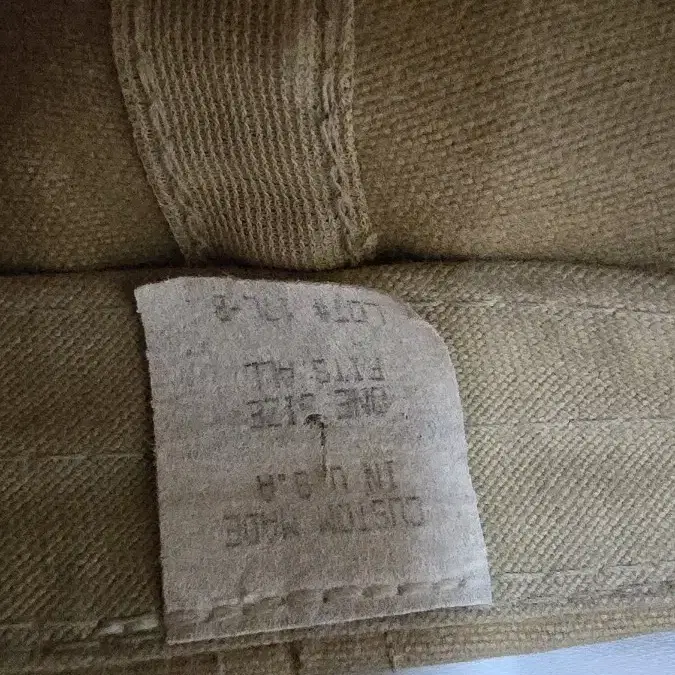 CUSTOM MADE
IN U.S.A
ONE SIZE
FITS ALL
LOT#